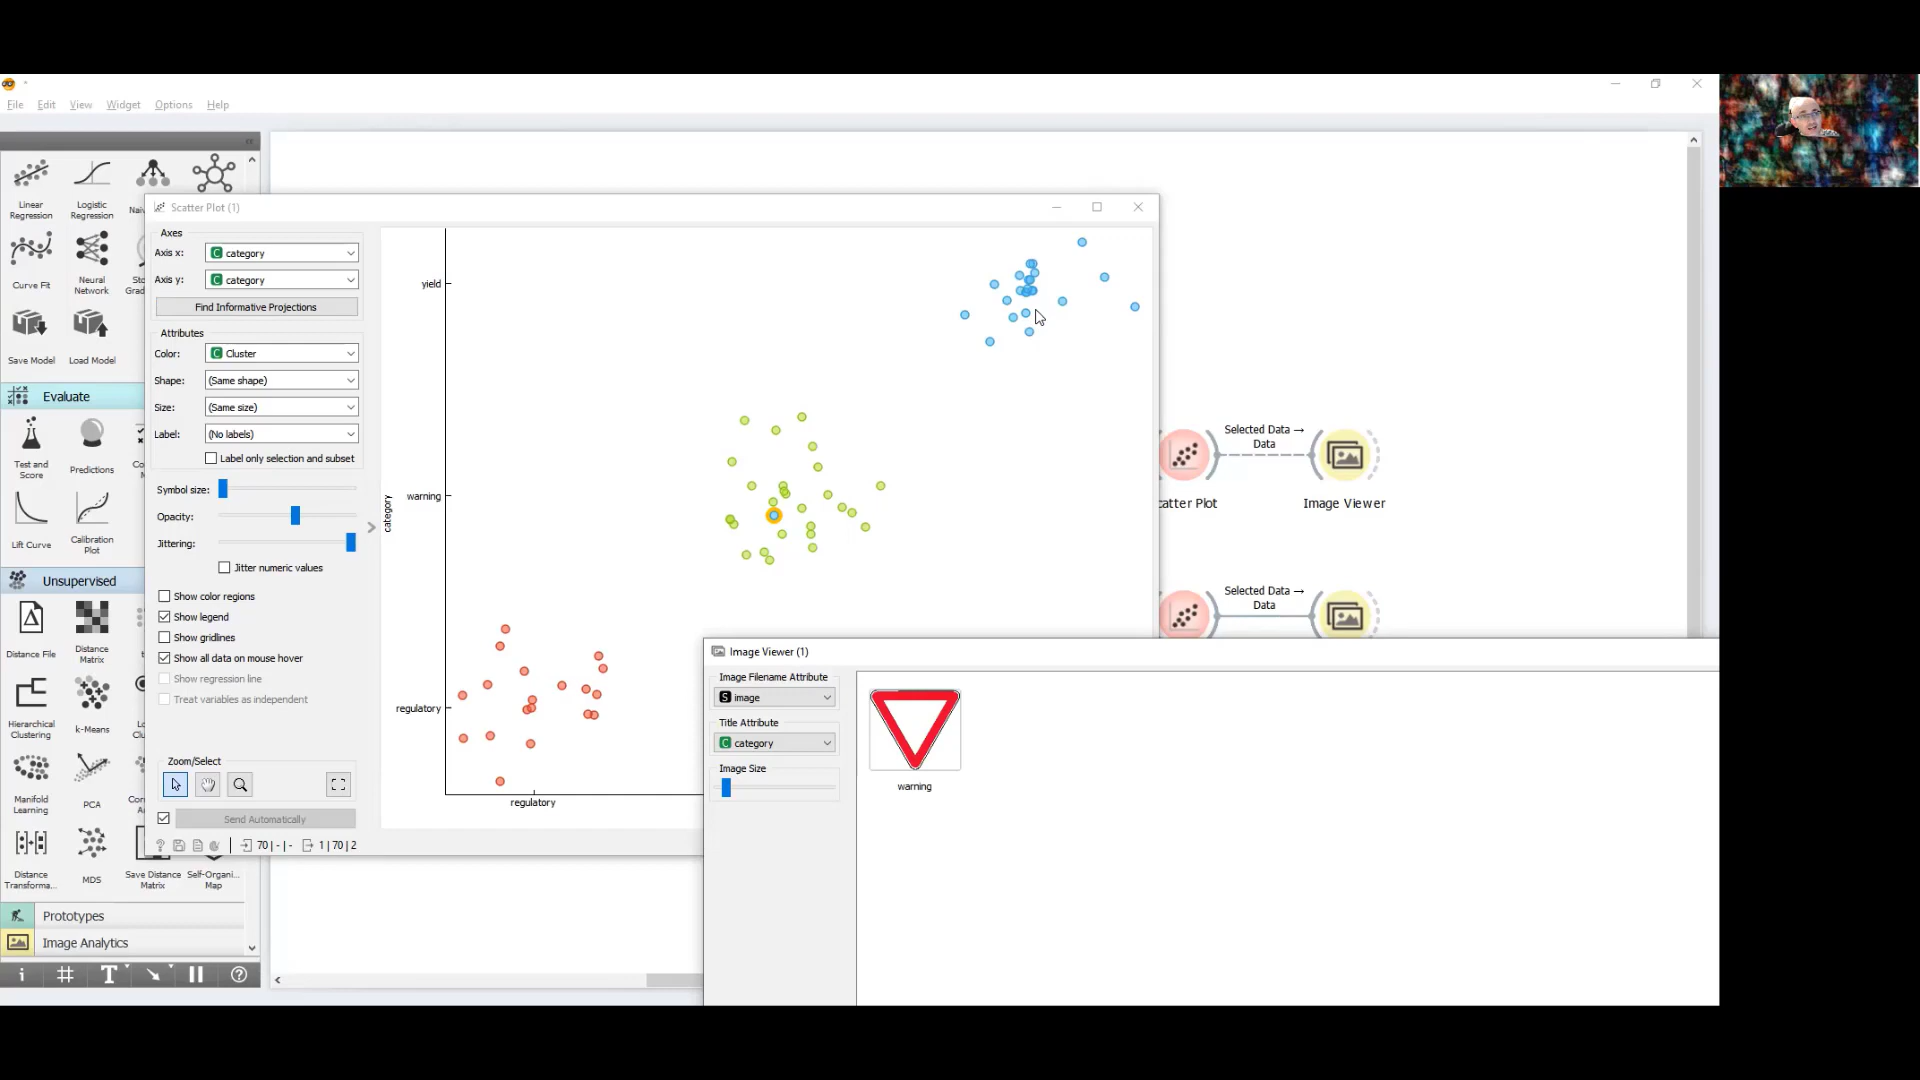 File Edit View Widget Options Help
Linear Regression
Logistic Regression
Curve Fit
Neural Network
Save Model
Load Model
Evaluate
Test and Score
Predictions
Lift Curve
Calibration Plot
Unsupervised
Distance File
Distance Matrix
Hierarchical Clustering
k-Means
Manifold Learning
PCA
Distance Transforma...
MDS
Save Distance Matrix
Self-Organi... Map
Prototypes
Image Analytics
Scatter Plot (1)
Axes
Axis x: C category
Axis y: C category
Find Informative Projections
Attributes
Color: C Cluster
Shape: (Same shape)
Size: (Same size)
Label: (No labels)
Label only selection and subset
Symbol size:
Opacity:
Jittering:
Jitter numeric values
Show color regions
Show legend
Show gridlines
Show all data on mouse hover
Show regression line
Treat variables as independent
Zoom/Select
Send Automatically
70 | - | - 1 | 70 | 2
yield
warning
regulatory
category
regulatory
Selected Data → Data
catter Plot
Image Viewer
Selected Data → Data
Image Viewer (1)
Image Filename Attribute
S image
Title Attribute
C category
Image Size
warning